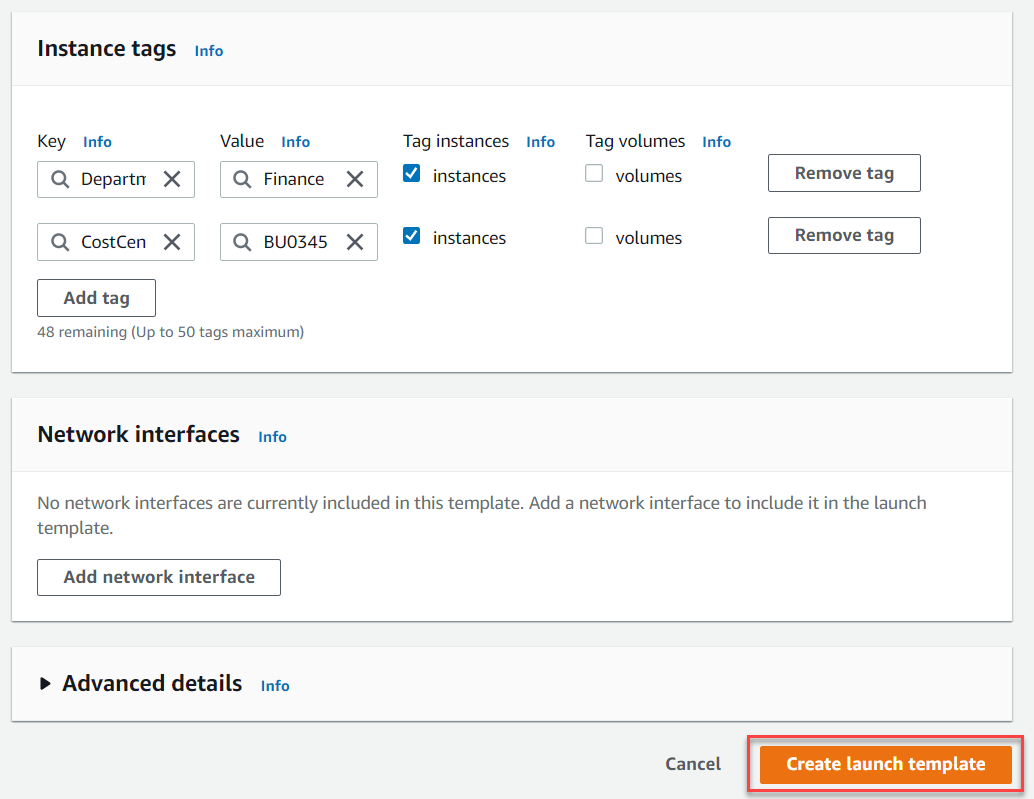 Instance tags Info
Key Info Value Info Tag instances Info Tag volumes Info
Departm Finance instances volumes Remove tag
CostCen BU0345 instances volumes Remove tag
Add tag
48 remaining (Up to 50 tags maximum)
Network interfaces Info
No network interfaces are currently included in this template. Add a network interface to include it in the launch
template.
Add network interface
Advanced details Info
Cancel Create launch template